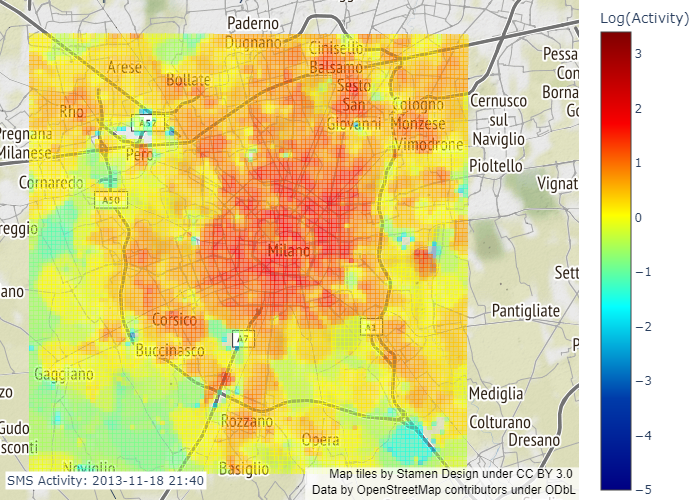 Paderno
Dugnano
Cinisello
Balsamo
Arese
Bollate
Sesto
San
Giovanni
Rho
Cologno
Monzese
Vimodrone
Cernusco
sul
Naviglio
Pessa
Con
Borna
Go
A52
Pregnana
Milanese
Pero
Pioltello
Cornaredo
Vignat
A50
reggio
Milano
Sett
ano
Pantigliate
Corsico
A7
A1
Buccinasco
P
Gaggiano
zo
Mediglia
Rozzano
Colturano
Gudo
sconti
Opera
Dresano
Noviglio
Basiglio
SMS Activity: 2013-11-18 21:40
Map tiles by Stamen Design under CC BY 3.0
Data by OpenStreetMap contributors under ODbL
Log(Activity)
3
2
1
0
−1
−2
−3
−4
−5